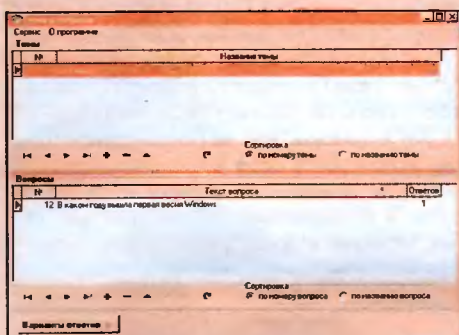 Сервис О программе
Темы
№ Название темы
Сортировка
по номеру темы по названию темы
Вопросы
№ Текст вопроса Ответов
12 В каком году вышла первая весия Windows 1
Сортировка
по номеру вопроса по названию вопроса
Варианты ответов